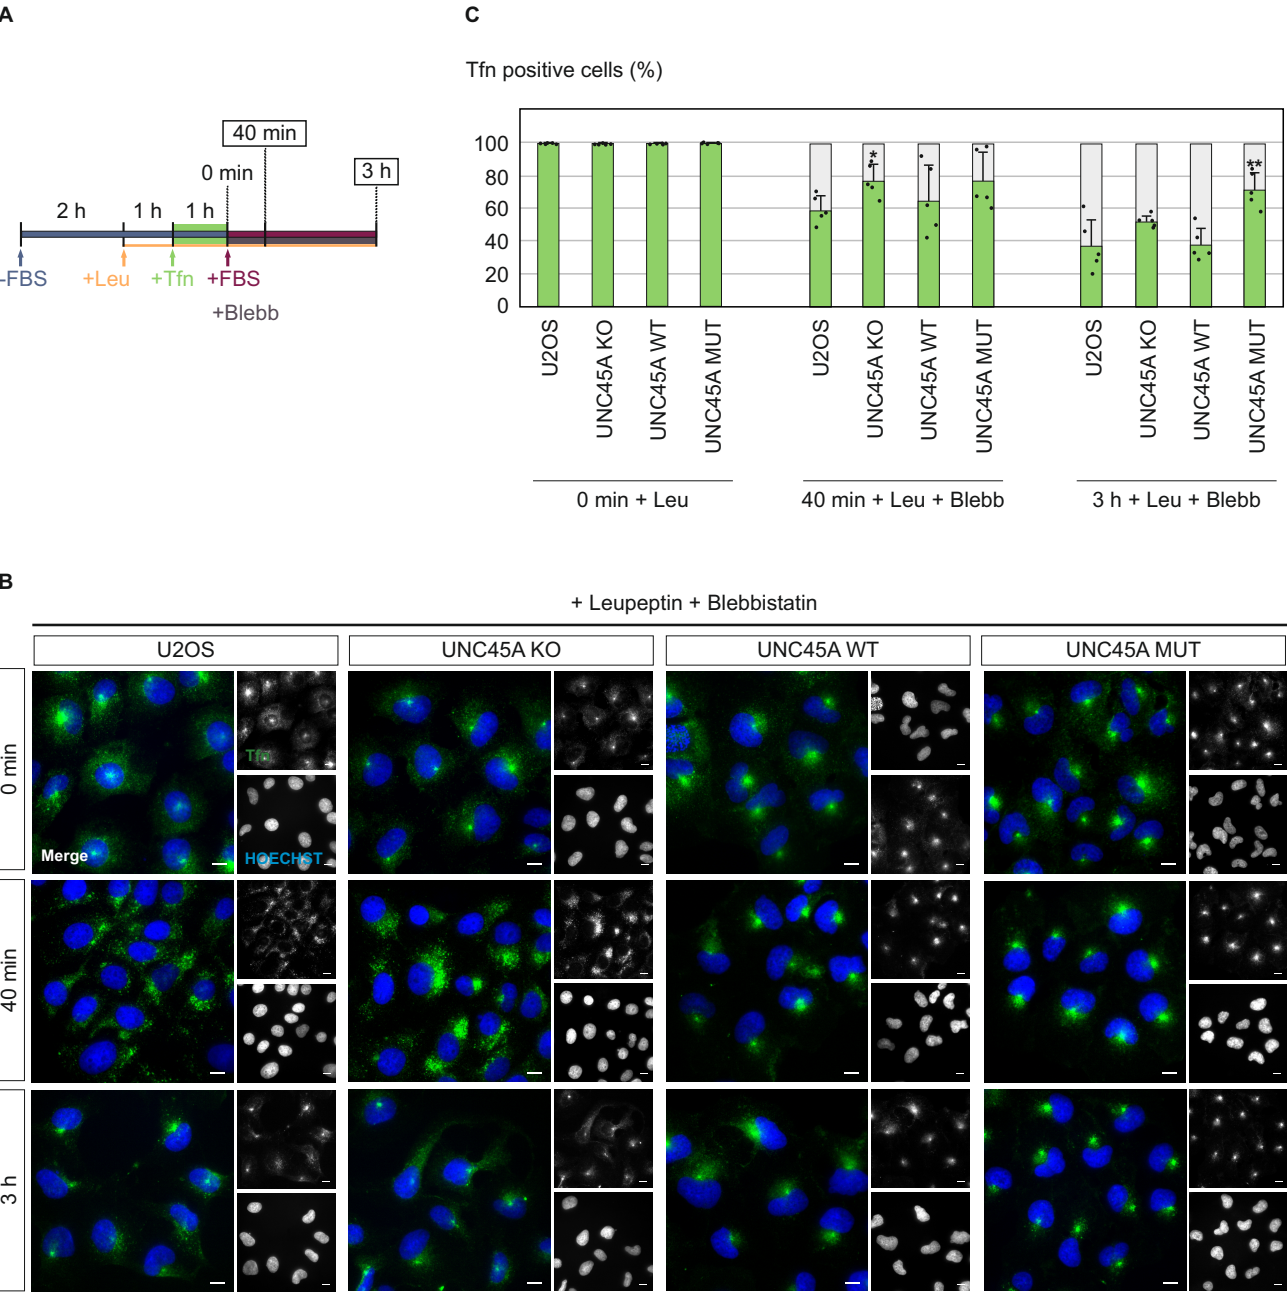 A
40 min
0 min
3 h
2 h
1 h
1 h
-FBS
+Leu
+Tfn
+FBS
+Blebb
C
Tfn positive cells (%)
100
80
60
40
20
0
*
**
U2OS
UNC45A KO
UNC45A WT
UNC45A MUT
U2OS
UNC45A KO
UNC45A WT
UNC45A MUT
U2OS
UNC45A KO
UNC45A WT
UNC45A MUT
0 min + Leu
40 min + Leu + Blebb
3 h + Leu + Blebb
B
+ Leupeptin + Blebbistatin
U2OS
UNC45A KO
UNC45A WT
UNC45A MUT
0 min
Tfn
Merge
HOECHST
40 min
3 h